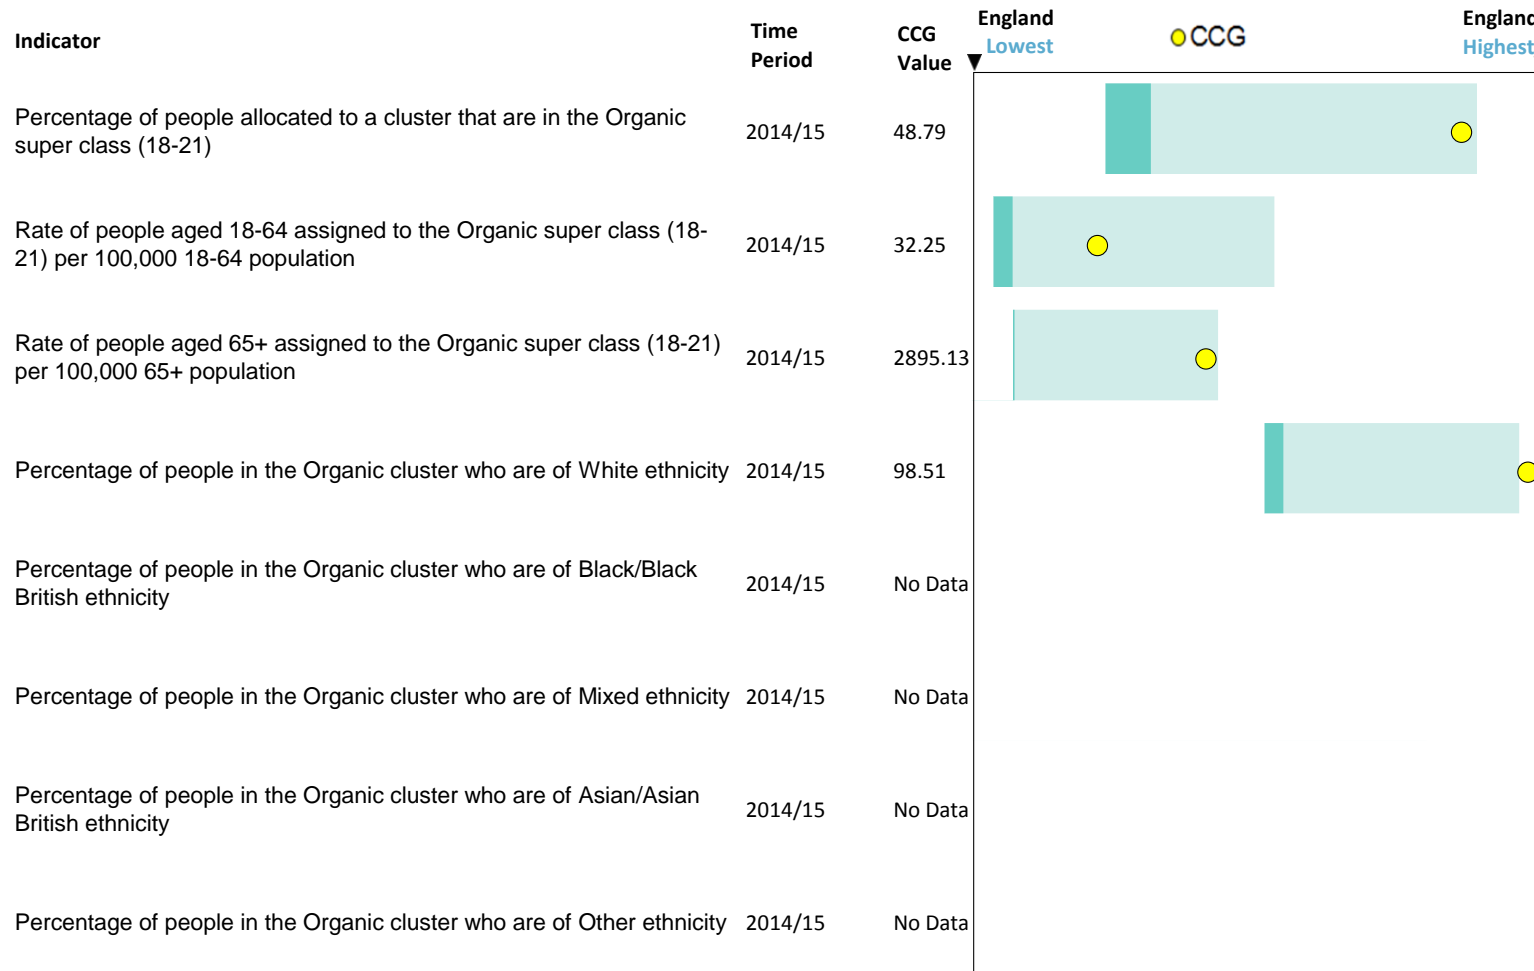 Indicator
Time
Period
CCG
Value
England
Lowest
CCG
England
Highest
Percentage of people allocated to a cluster that are in the Organic
super class (18-21)
2014/15
48.79
Rate of people aged 18-64 assigned to the Organic super class (18-
21) per 100,000 18-64 population
2014/15
32.25
Rate of people aged 65+ assigned to the Organic super class (18-21)
per 100,000 65+ population
2014/15
2895.13
Percentage of people in the Organic cluster who are of White ethnicity
2014/15
98.51
Percentage of people in the Organic cluster who are of Black/Black
British ethnicity
2014/15
No Data
Percentage of people in the Organic cluster who are of Mixed ethnicity
2014/15
No Data
Percentage of people in the Organic cluster who are of Asian/Asian
British ethnicity
2014/15
No Data
Percentage of people in the Organic cluster who are of Other ethnicity
2014/15
No Data